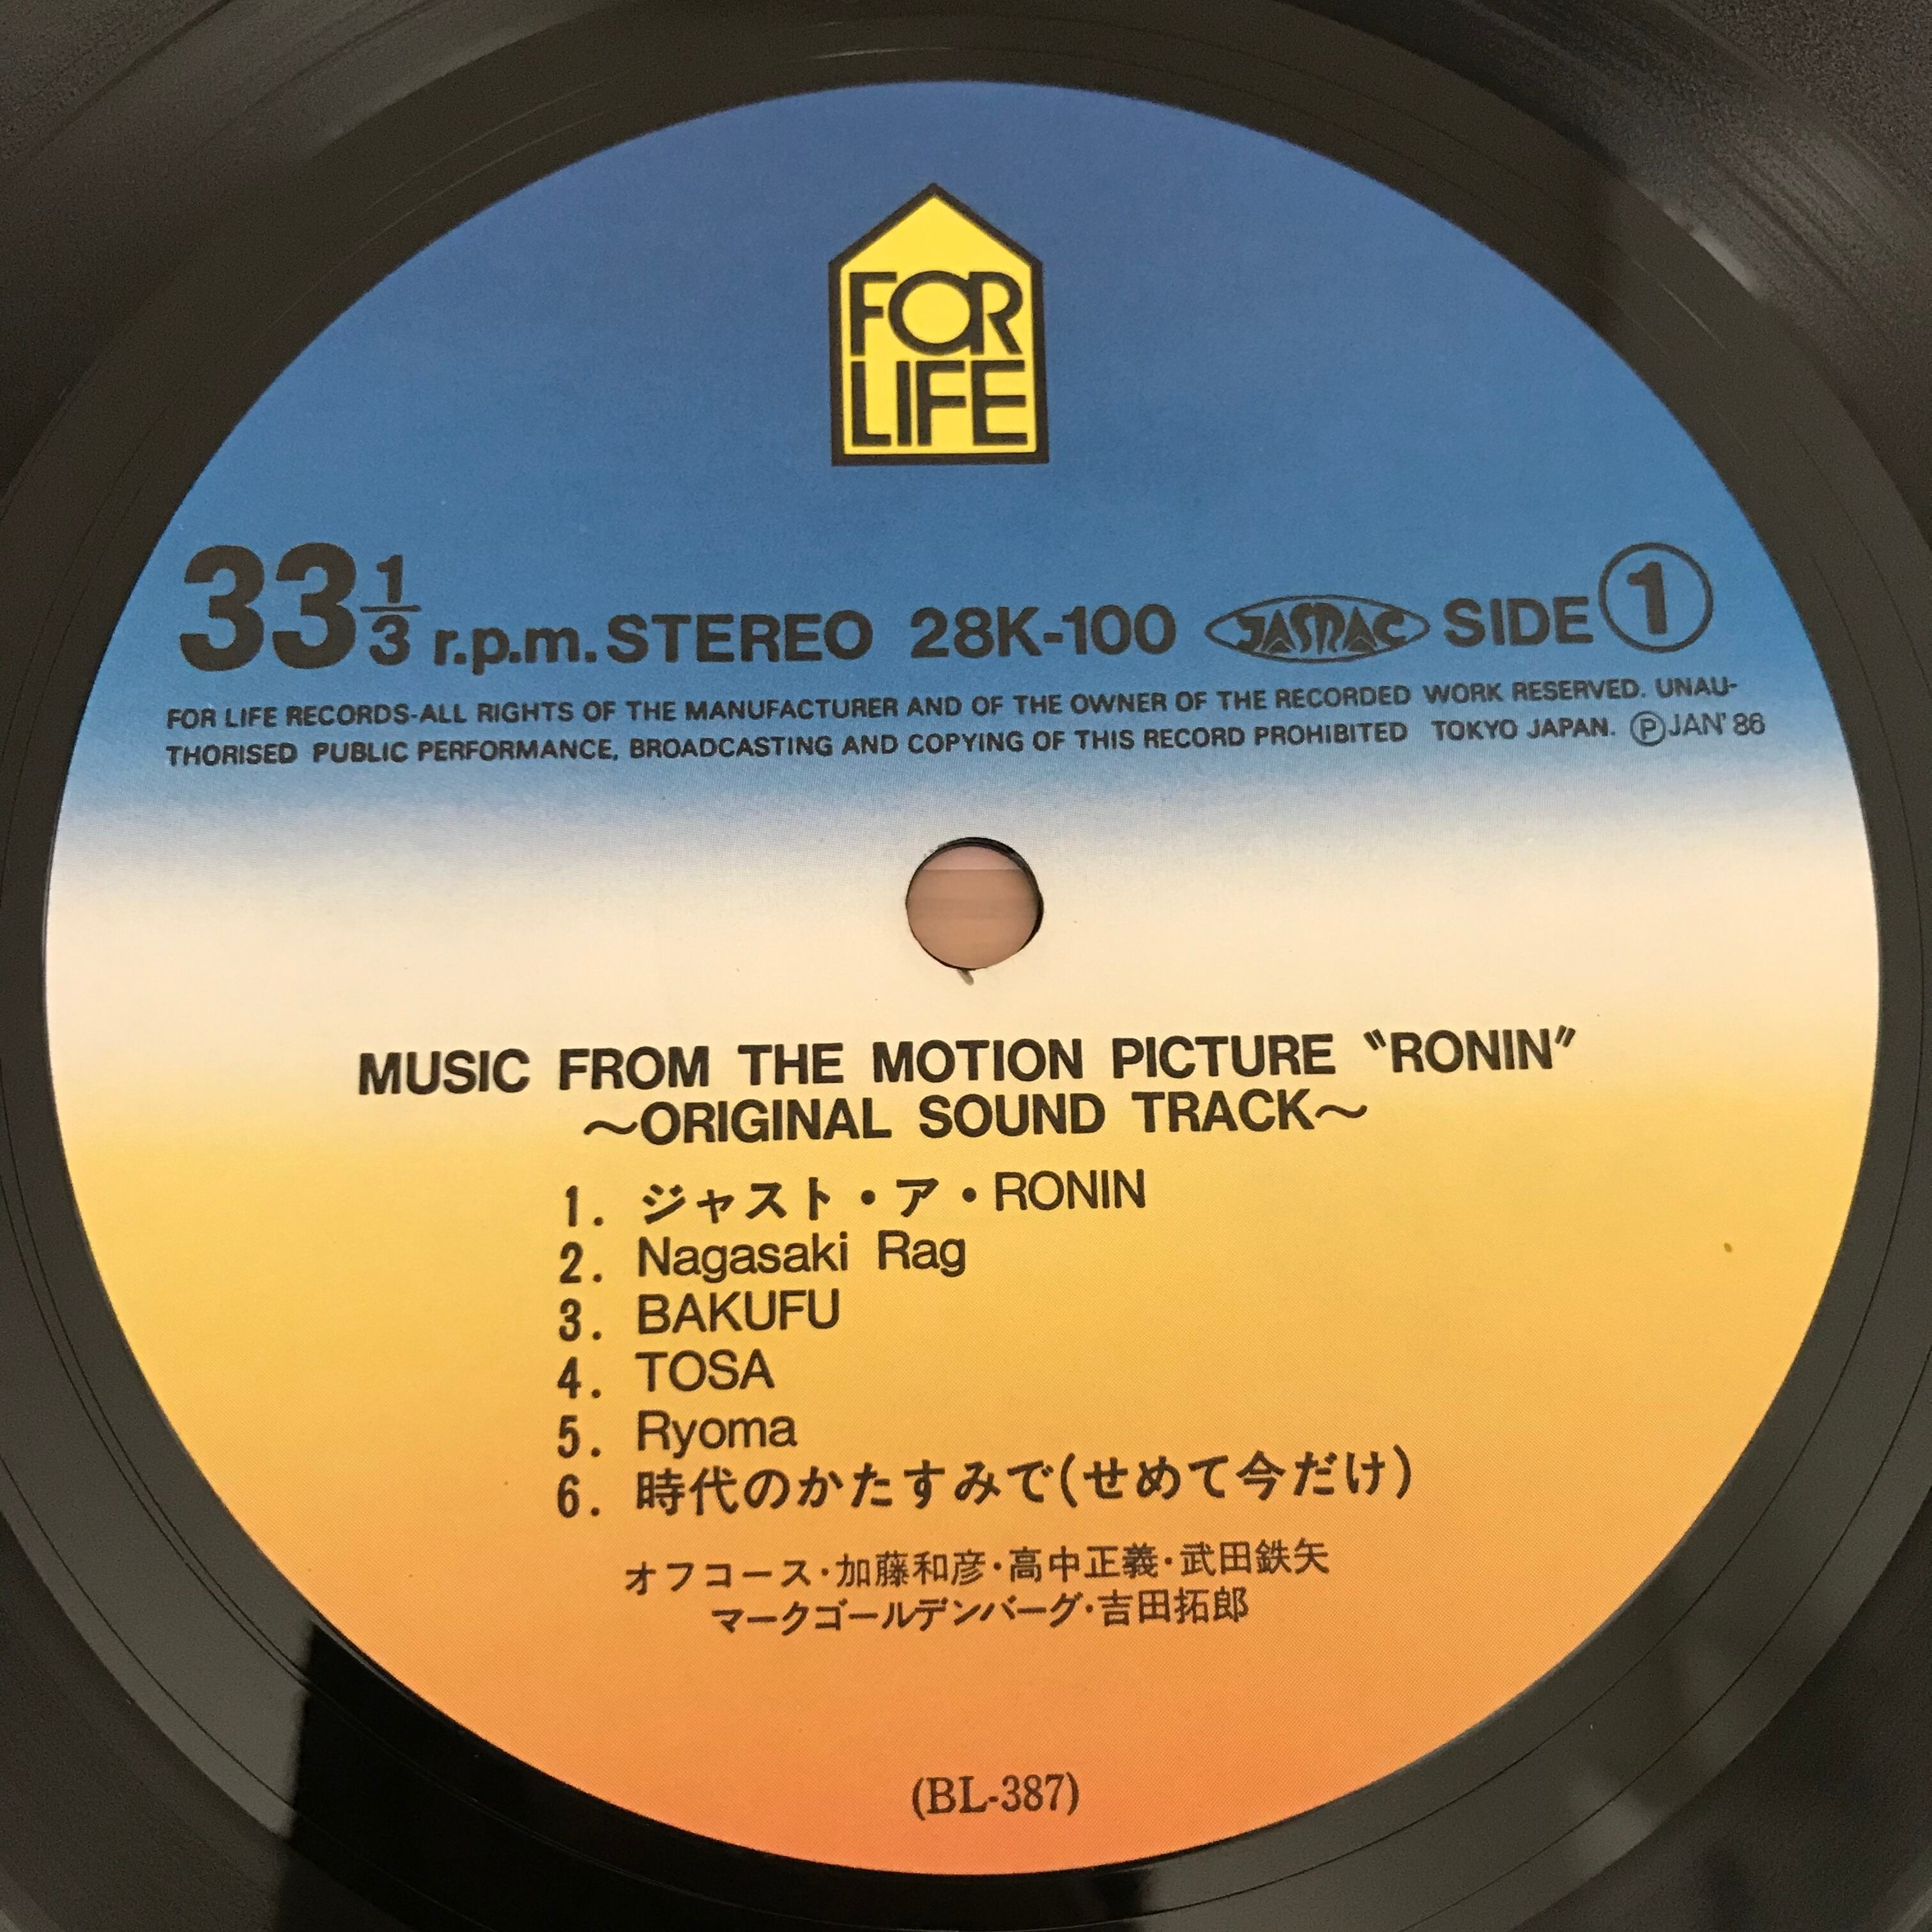 FOR
LIFE
33 1/3 r.p.m. STEREO 28K-100 JASRAC SIDE ①
FOR LIFE RECORDS-ALL RIGHTS OF THE MANUFACTURER AND OF THE OWNER OF THE RECORDED WORK RESERVED. UNAU-
THORISED PUBLIC PERFORMANCE, BROADCASTING AND COPYING OF THIS RECORD PROHIBITED TOKYO JAPAN. ℗JAN'86
MUSIC FROM THE MOTION PICTURE "RONIN"
～ORIGINAL SOUND TRACK～
1. ジャスト・ア・RONIN
2. Nagasaki Rag
3. BAKUFU
4. TOSA
5. Ryoma
6. 時代のかたすみで(せめて今だけ)
オフコース・加藤和彦・高中正義・武田鉄矢
マークゴールデンバーグ・吉田拓郎
(BL-387)